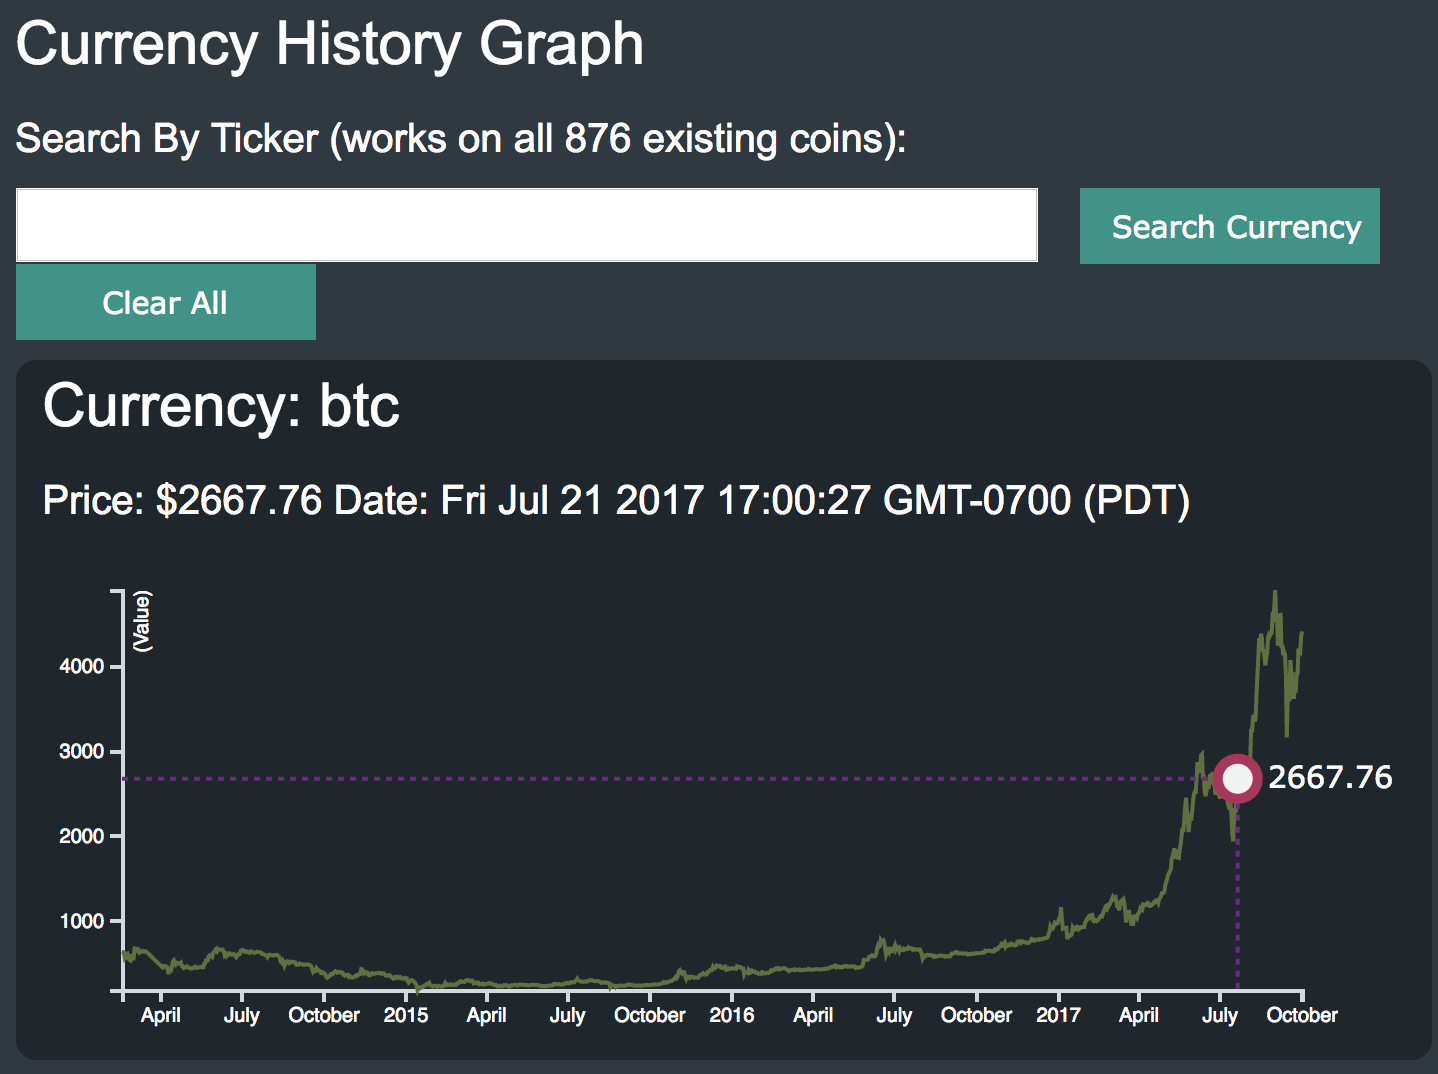 Currency History Graph
Search By Ticker (works on all 876 existing coins):
Search Currency
Clear All
Currency: btc
Price: $2667.76 Date: Fri Jul 21 2017 17:00:27 GMT-0700 (PDT)
(Value)
4000
3000
2667.76
2000
1000
April July October 2015 April July October 2016 April July October 2017 April July October